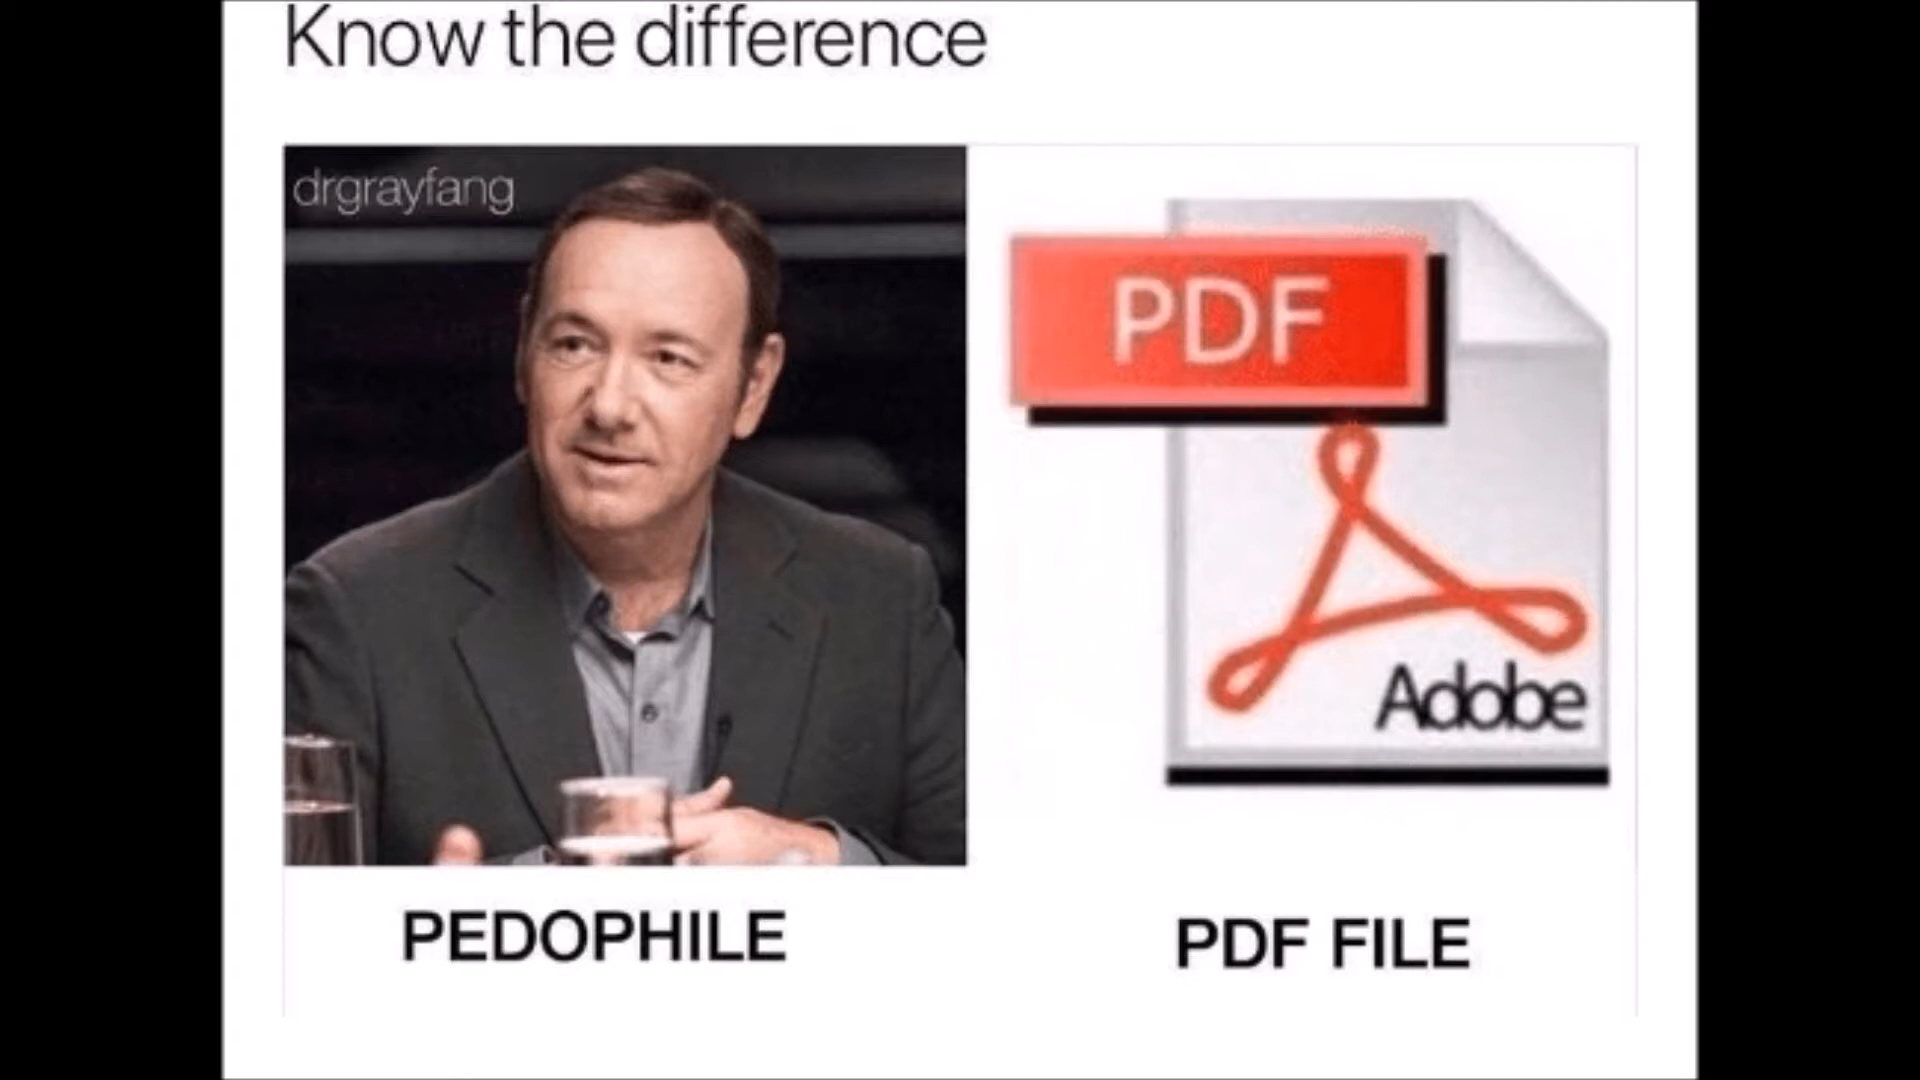 Know the difference
drgrayfang
PDF
Adobe
PEDOPHILE
PDF FILE